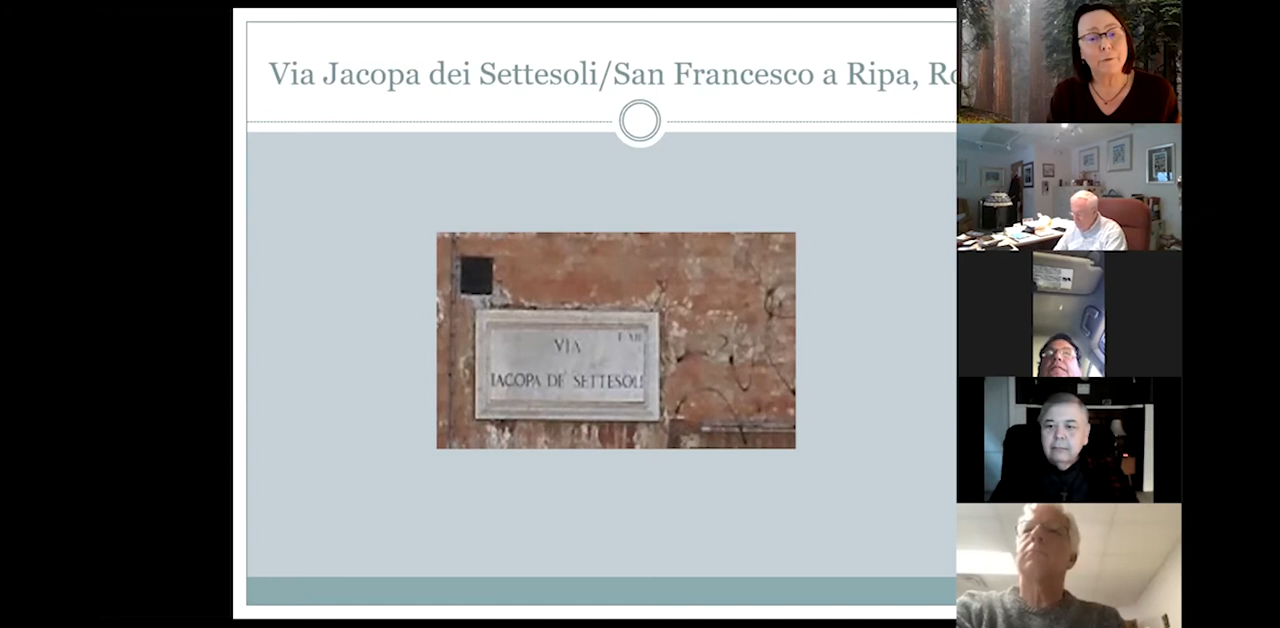 Via Jacopa dei Settesoli/San Francesco a Ripa, Ro
VIA
IACOPA DE' SETTESOLI